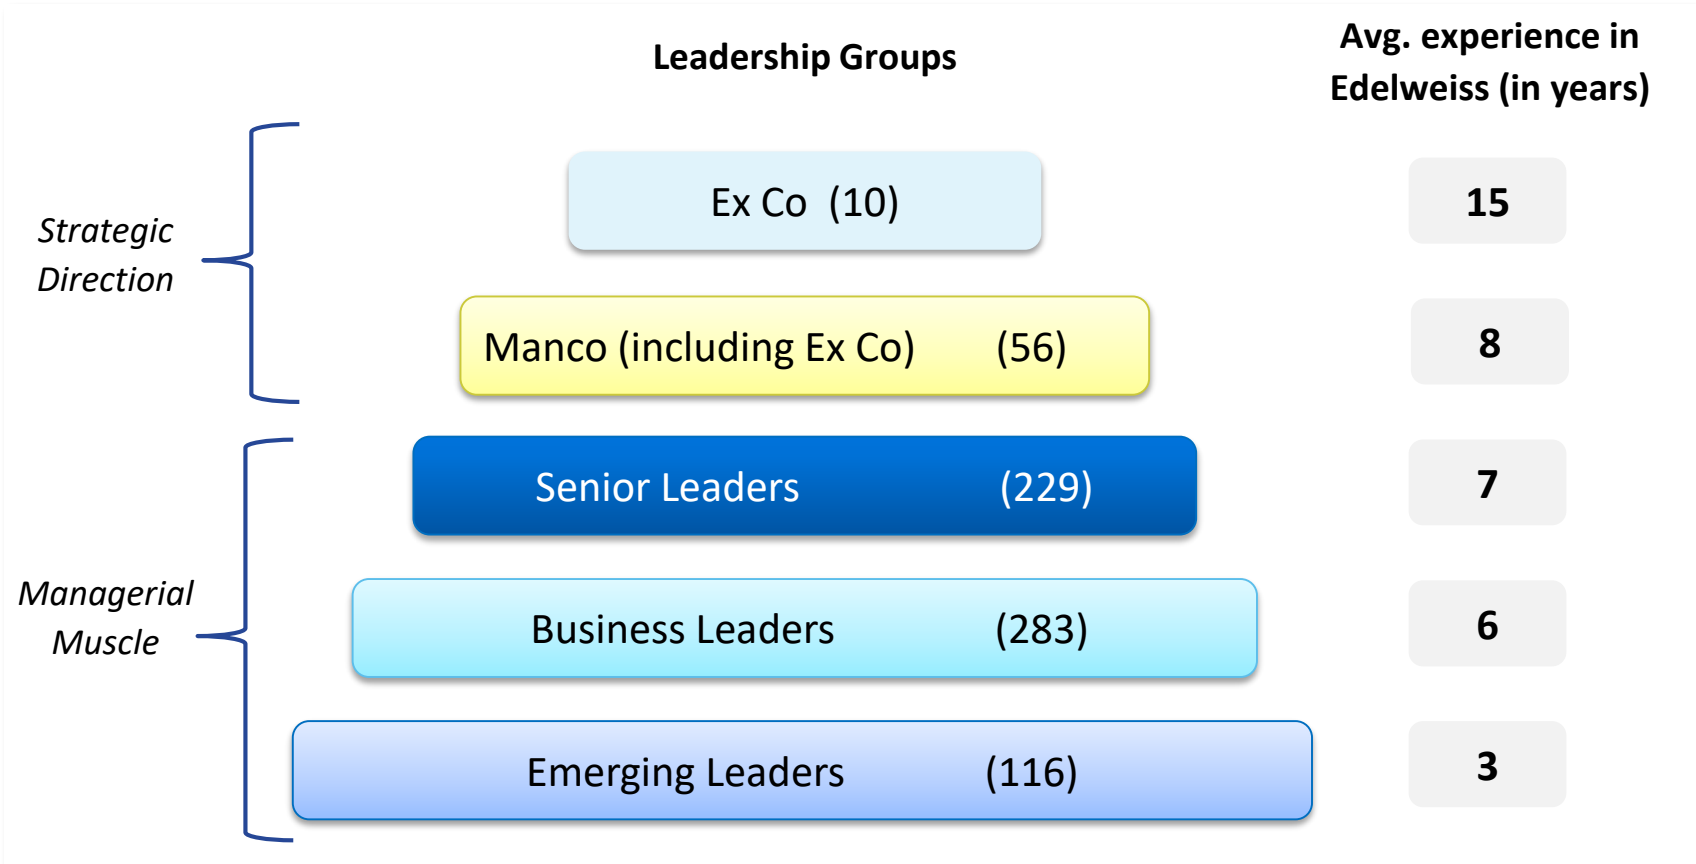 Leadership Groups
Avg. experience in
Edelweiss (in years)
Strategic
Direction
Ex Co (10)
15
Manco (including Ex Co) (56)
8
Managerial
Muscle
Senior Leaders (229)
7
Business Leaders (283)
6
Emerging Leaders (116)
3